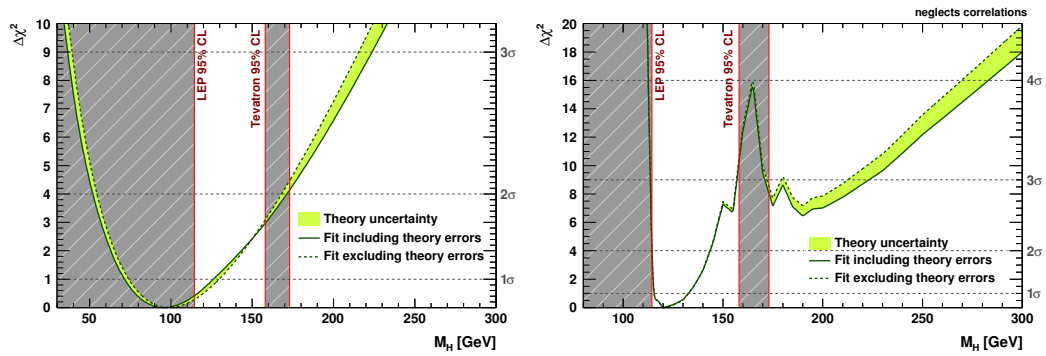 Δχ²
10
9
8
7
6
5
4
3
2
1
0
50
100
150
200
250
300
M_H [GeV]
LEP 95% CL
Tevatron 95% CL
3σ
2σ
1σ
Theory uncertainty
Fit including theory errors
Fit excluding theory errors
neglects correlations
Δχ²
20
18
16
14
12
10
8
6
4
2
0
100
150
200
250
300
M_H [GeV]
LEP 95% CL
Tevatron 95% CL
4σ
3σ
2σ
1σ
Theory uncertainty
Fit including theory errors
Fit excluding theory errors